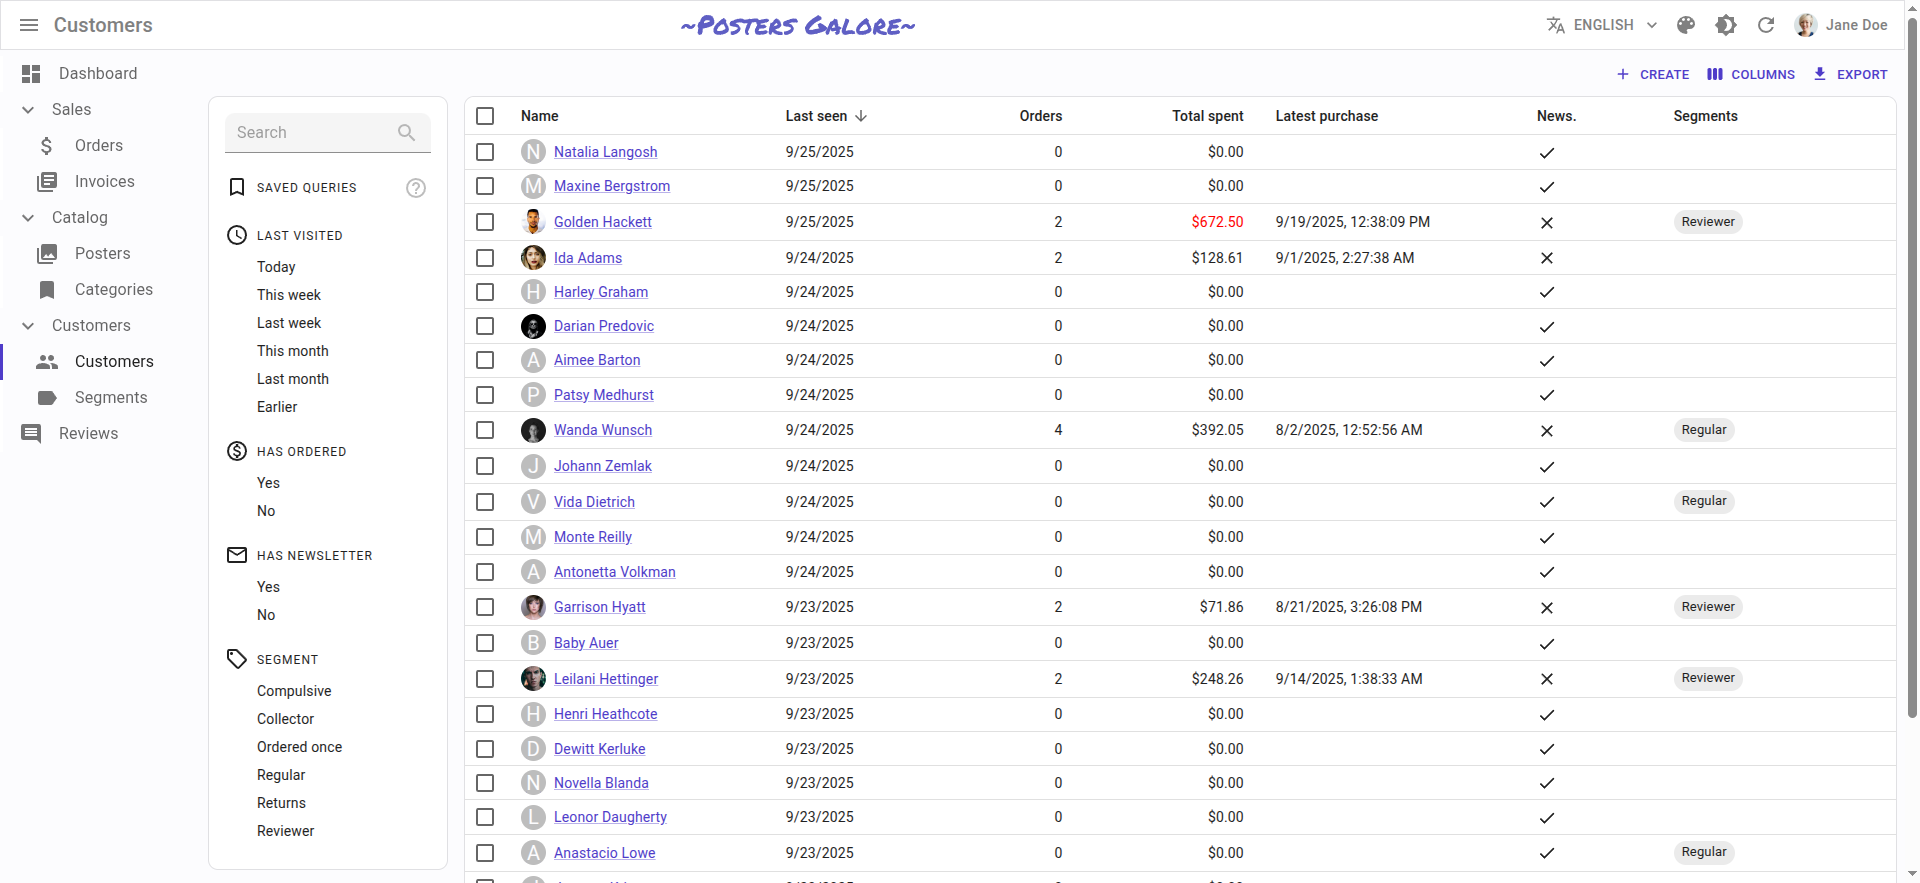 Customers
~Posters Galore~
ENGLISH
Jane Doe
Dashboard
Sales
Orders
Invoices
Catalog
Posters
Categories
Customers
Customers
Segments
Reviews
CREATE
COLUMNS
EXPORT
Search
SAVED QUERIES
LAST VISITED
Today
This week
Last week
This month
Last month
Earlier
HAS ORDERED
Yes
No
HAS NEWSLETTER
Yes
No
SEGMENT
Compulsive
Collector
Ordered once
Regular
Returns
Reviewer
Name Last seen Orders Total spent Latest purchase News. Segments
N Natalia Langosh 9/25/2025 0 $0.00
M Maxine Bergstrom 9/25/2025 0 $0.00
Golden Hackett 9/25/2025 2 $672.50 9/19/2025, 12:38:09 PM Reviewer
Ida Adams 9/24/2025 2 $128.61 9/1/2025, 2:27:38 AM
H Harley Graham 9/24/2025 0 $0.00
Darian Predovic 9/24/2025 0 $0.00
A Aimee Barton 9/24/2025 0 $0.00
P Patsy Medhurst 9/24/2025 0 $0.00
Wanda Wunsch 9/24/2025 4 $392.05 8/2/2025, 12:52:56 AM Regular
J Johann Zemlak 9/24/2025 0 $0.00
V Vida Dietrich 9/24/2025 0 $0.00 Regular
M Monte Reilly 9/24/2025 0 $0.00
A Antonetta Volkman 9/24/2025 0 $0.00
Garrison Hyatt 9/23/2025 2 $71.86 8/21/2025, 3:26:08 PM Reviewer
B Baby Auer 9/23/2025 0 $0.00
Leilani Hettinger 9/23/2025 2 $248.26 9/14/2025, 1:38:33 AM Reviewer
H Henri Heathcote 9/23/2025 0 $0.00
D Dewitt Kerluke 9/23/2025 0 $0.00
N Novella Blanda 9/23/2025 0 $0.00
L Leonor Daugherty 9/23/2025 0 $0.00
A Anastacio Lowe 9/23/2025 0 $0.00 Regular